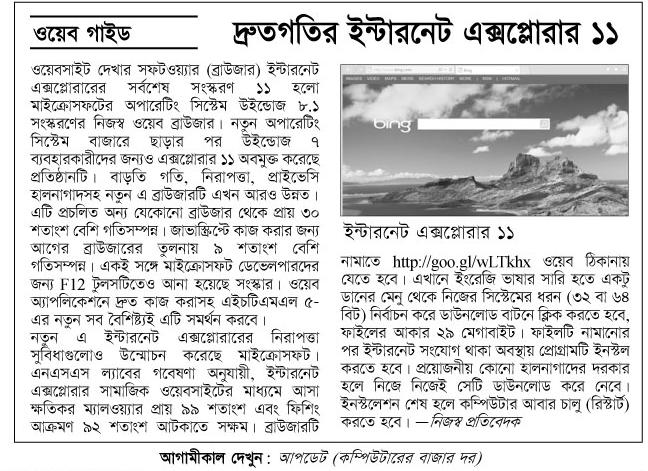 ওয়েব গাইড
দ্রুতগতির ইন্টারনেট এক্সপ্লোরার ১১
ওয়েবসাইট দেখার সফটওয়্যার (ব্রাউজার) ইন্টারনেট
এক্সপ্লোরারের সর্বশেষ সংস্করণ ১১ হলো
মাইক্রোসফটের অপারেটিং সিস্টেম উইন্ডোজ ৮.১
সংস্করণের নিজস্ব ওয়েব ব্রাউজার। নতুন অপারেটিং
সিস্টেম বাজারে ছাড়ার পর উইন্ডোজ ৭
ব্যবহারকারীদের জন্যও এক্সপ্লোরার ১১ অবমুক্ত করেছে
প্রতিষ্ঠানটি। বাড়তি গতি, নিরাপত্তা, প্রাইভেসি
হালনাগাদসহ নতুন এ ব্রাউজারটি এখন আরও উন্নত।
এটি প্রচলিত অন্য যেকোনো ব্রাউজার থেকে প্রায় ৩০
শতাংশ বেশি গতিসম্পন্ন। জাভাস্ক্রিপ্টে কাজ করার জন্য
আগের ব্রাউজারের তুলনায় ৯ শতাংশ বেশি
গতিসম্পন্ন। একই সঙ্গে মাইক্রোসফট ডেভেলপারদের
জন্য F12 টুলসটিতেও আনা হয়েছে সংস্কার। ওয়েব
অ্যাপলিকেশনে দ্রুত কাজ করাসহ এইচটিএমএল ৫-
এর নতুন সব বৈশিষ্ট্যই এটি সমর্থন করবে।
নতুন এ ইন্টারনেট এক্সপ্লোরারের নিরাপত্তা
সুবিধাগুলোও উন্মোচন করেছে মাইক্রোসফট।
এনএসএস ল্যাবের গবেষণা অনুযায়ী, ইন্টারনেট
এক্সপ্লোরার সামাজিক ওয়েবসাইটের মাধ্যমে আসা
ক্ষতিকর ম্যালওয়্যার প্রায় ৯৯ শতাংশ এবং ফিশিং
আক্রমণ ৯২ শতাংশ আটকাতে সক্ষম। ব্রাউজারটি
IMAGES VIDEOS MAPS NEWS SEARCH HISTORY MORE | MSN | HOTMAIL
bing
ইন্টারনেট এক্সপ্লোরার ১১
নামাতে http://goo.gl/wLTkhx ওয়েব ঠিকানায়
যেতে হবে। এখানে ইংরেজি ভাষার সারি হতে একটু
ডানের মেনু থেকে নিজের সিস্টেমের ধরন (৩২ বা ৬৪
বিট) নির্বাচন করে ডাউনলোড বাটনে ক্লিক করতে হবে,
ফাইলের আকার ২৯ মেগাবাইট। ফাইলটি নামানোর
পর ইন্টারনেট সংযোগ থাকা অবস্থায় প্রোগ্রামটি ইনস্টল
করতে হবে। প্রয়োজনীয় কোনো হালনাগাদের দরকার
হলে নিজে নিজেই সেটি ডাউনলোড করে নেবে।
ইনস্টলেশন শেষ হলে কম্পিউটার আবার চালু (রিস্টার্ট)
করতে হবে। —নিজস্ব প্রতিবেদক
আগামীকাল দেখুন : আপডেট (কম্পিউটারের বাজার দর)